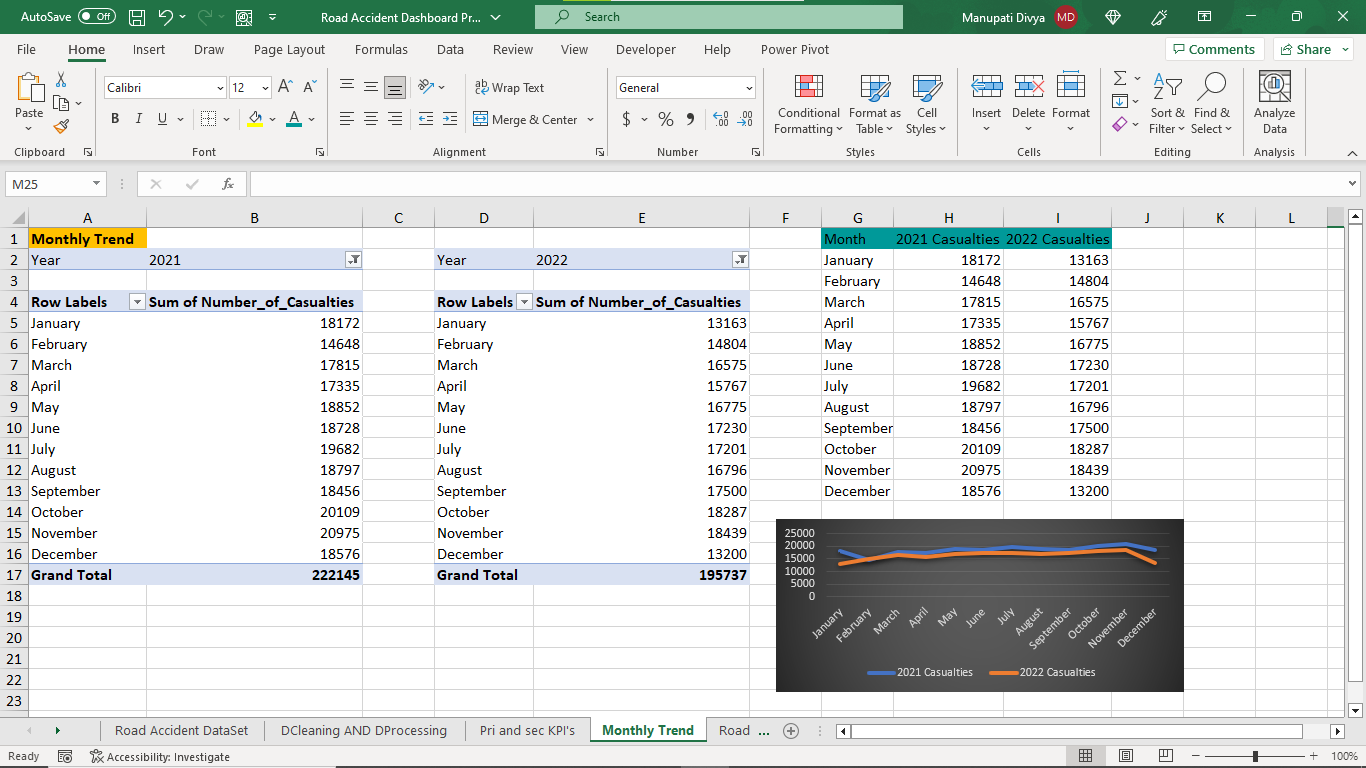 AutoSave Off Road Accident Dashboard Pr... Search Manupati Divya MD
File Home Insert Draw Page Layout Formulas Data Review View Developer Help Power Pivot Comments Share
Calibri 12 A A ab Wrap Text General
Paste B I U A Merge & Center $ % 9 Conditional Formatting Format as Table Cell Styles Insert Delete Format Sort & Filter Find & Select Analyze Data
Clipboard Font Alignment Number Styles Cells Editing Analysis
M25 fx
A B C D E F G H I J K L
1 Monthly Trend Month 2021 Casualties 2022 Casualties
2 Year 2021 Year 2022 January 18172 13163
3 February 14648 14804
4 Row Labels Sum of Number_of_Casualties Row Labels Sum of Number_of_Casualties March 17815 16575
5 January 18172 January 13163 April 17335 15767
6 February 14648 February 14804 May 18852 16775
7 March 17815 March 16575 June 18728 17230
8 April 17335 April 15767 July 19682 17201
9 May 18852 May 16775 August 18797 16796
10 June 18728 June 17230 September 18456 17500
11 July 19682 July 17201 October 20109 18287
12 August 18797 August 16796 November 20975 18439
13 September 18456 September 17500 December 18576 13200
14 October 20109 October 18287
15 November 20975 November 18439
16 December 18576 December 13200
17 Grand Total 222145 Grand Total 195737
18
19
20
21
22
23
25000
20000
15000
10000
5000
0
January February March April May June July August September October November December
2021 Casualties 2022 Casualties
Road Accident DataSet DCleaning AND DProcessing Pri and sec KPI's Monthly Trend Road ...
Ready Accessibility: Investigate 100%